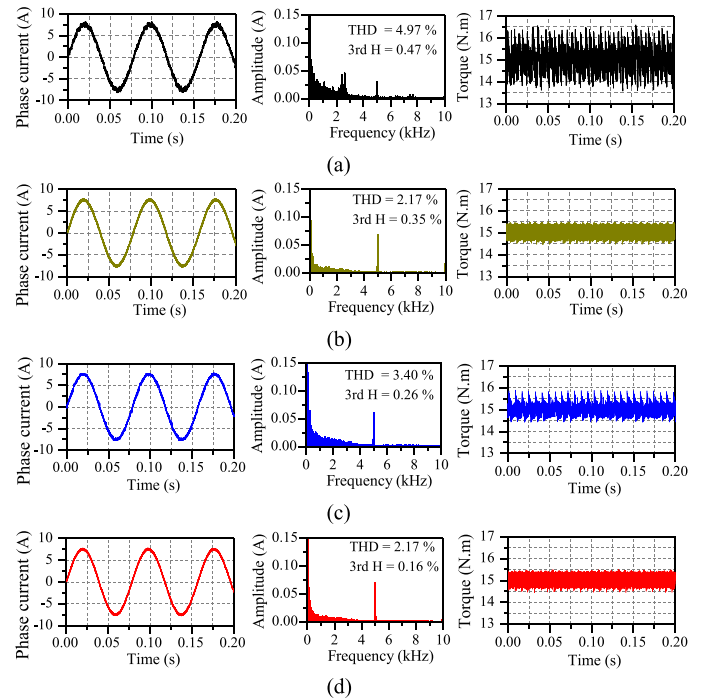 Phase current (A)
10
5
0
-5
-10
0.00 0.05 0.10 0.15 0.20
Time (s)
Amplitude (A)
0.15
0.10
0.05
0.00
THD = 4.97 %
3rd H = 0.47 %
0 2 4 6 8 10
Frequency (kHz)
Torque (N.m)
17
16
15
14
13
0.00 0.05 0.10 0.15 0.20
Time (s)
(a)
Phase current (A)
10
5
0
-5
-10
0.00 0.05 0.10 0.15 0.20
Time (s)
Amplitude (A)
0.15
0.10
0.05
0.00
THD = 2.17 %
3rd H = 0.35 %
0 2 4 6 8 10
Frequency (kHz)
Torque (N.m)
17
16
15
14
13
0.00 0.05 0.10 0.15 0.20
Time (s)
(b)
Phase current (A)
10
5
0
-5
-10
0.00 0.05 0.10 0.15 0.20
Time (s)
Amplitude (A)
0.15
0.10
0.05
0.00
THD = 3.40 %
3rd H = 0.26 %
0 2 4 6 8 10
Frequency (kHz)
Torque (N.m)
17
16
15
14
13
0.00 0.05 0.10 0.15 0.20
Time (s)
(c)
Phase current (A)
10
5
0
-5
-10
0.00 0.05 0.10 0.15 0.20
Time (s)
Amplitude (A)
0.15
0.10
0.05
0.00
THD = 2.17 %
3rd H = 0.16 %
0 2 4 6 8 10
Frequency (kHz)
Torque (N.m)
17
16
15
14
13
0.00 0.05 0.10 0.15 0.20
Time (s)
(d)